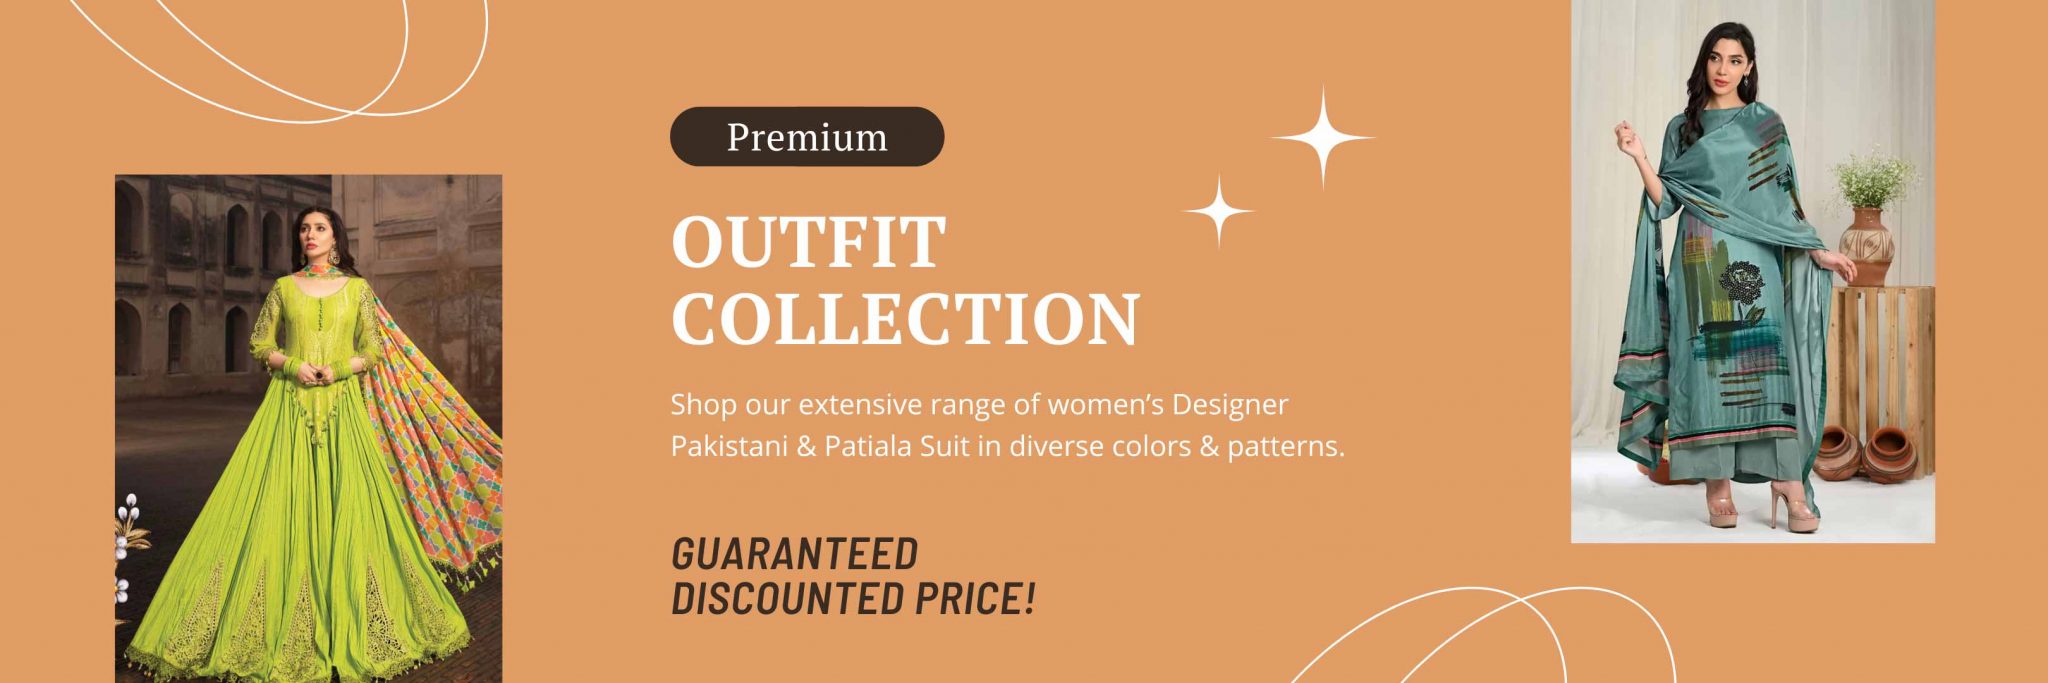 Premium
OUTFIT
COLLECTION
Shop our extensive range of women’s Designer
Pakistani & Patiala Suit in diverse colors & patterns.
GUARANTEED
DISCOUNTED PRICE!